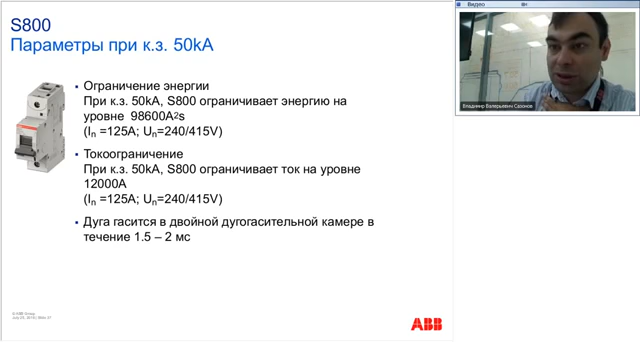 S800
Параметры при к.з. 50kA
Ограничение энергии
При к.з. 50kA, S800 ограничивает энергию на
уровне 98600A²s
(In =125A; Un=240/415V)
Токоограничение
При к.з. 50kA, S800 ограничивает ток на уровне
12000A
(In =125A; Un=240/415V)
Дуга гасится в двойной дугогасительной камере в
течение 1.5 – 2 мс
ABB
Видео
Владимир Валерьевич Сазонов